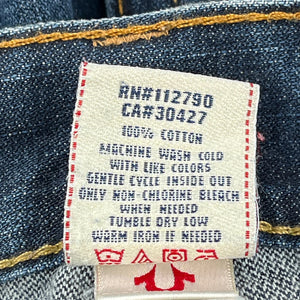 RN#112790
CA#30427
100% COTTON
MACHINE WASH COLD
WITH LIKE COLORS
GENTLE CYCLE INSIDE OUT
ONLY NON-CHLORINE BLEACH
WHEN NEEDED
TUMBLE DRY LOW
WARM IRON IF NEEDED